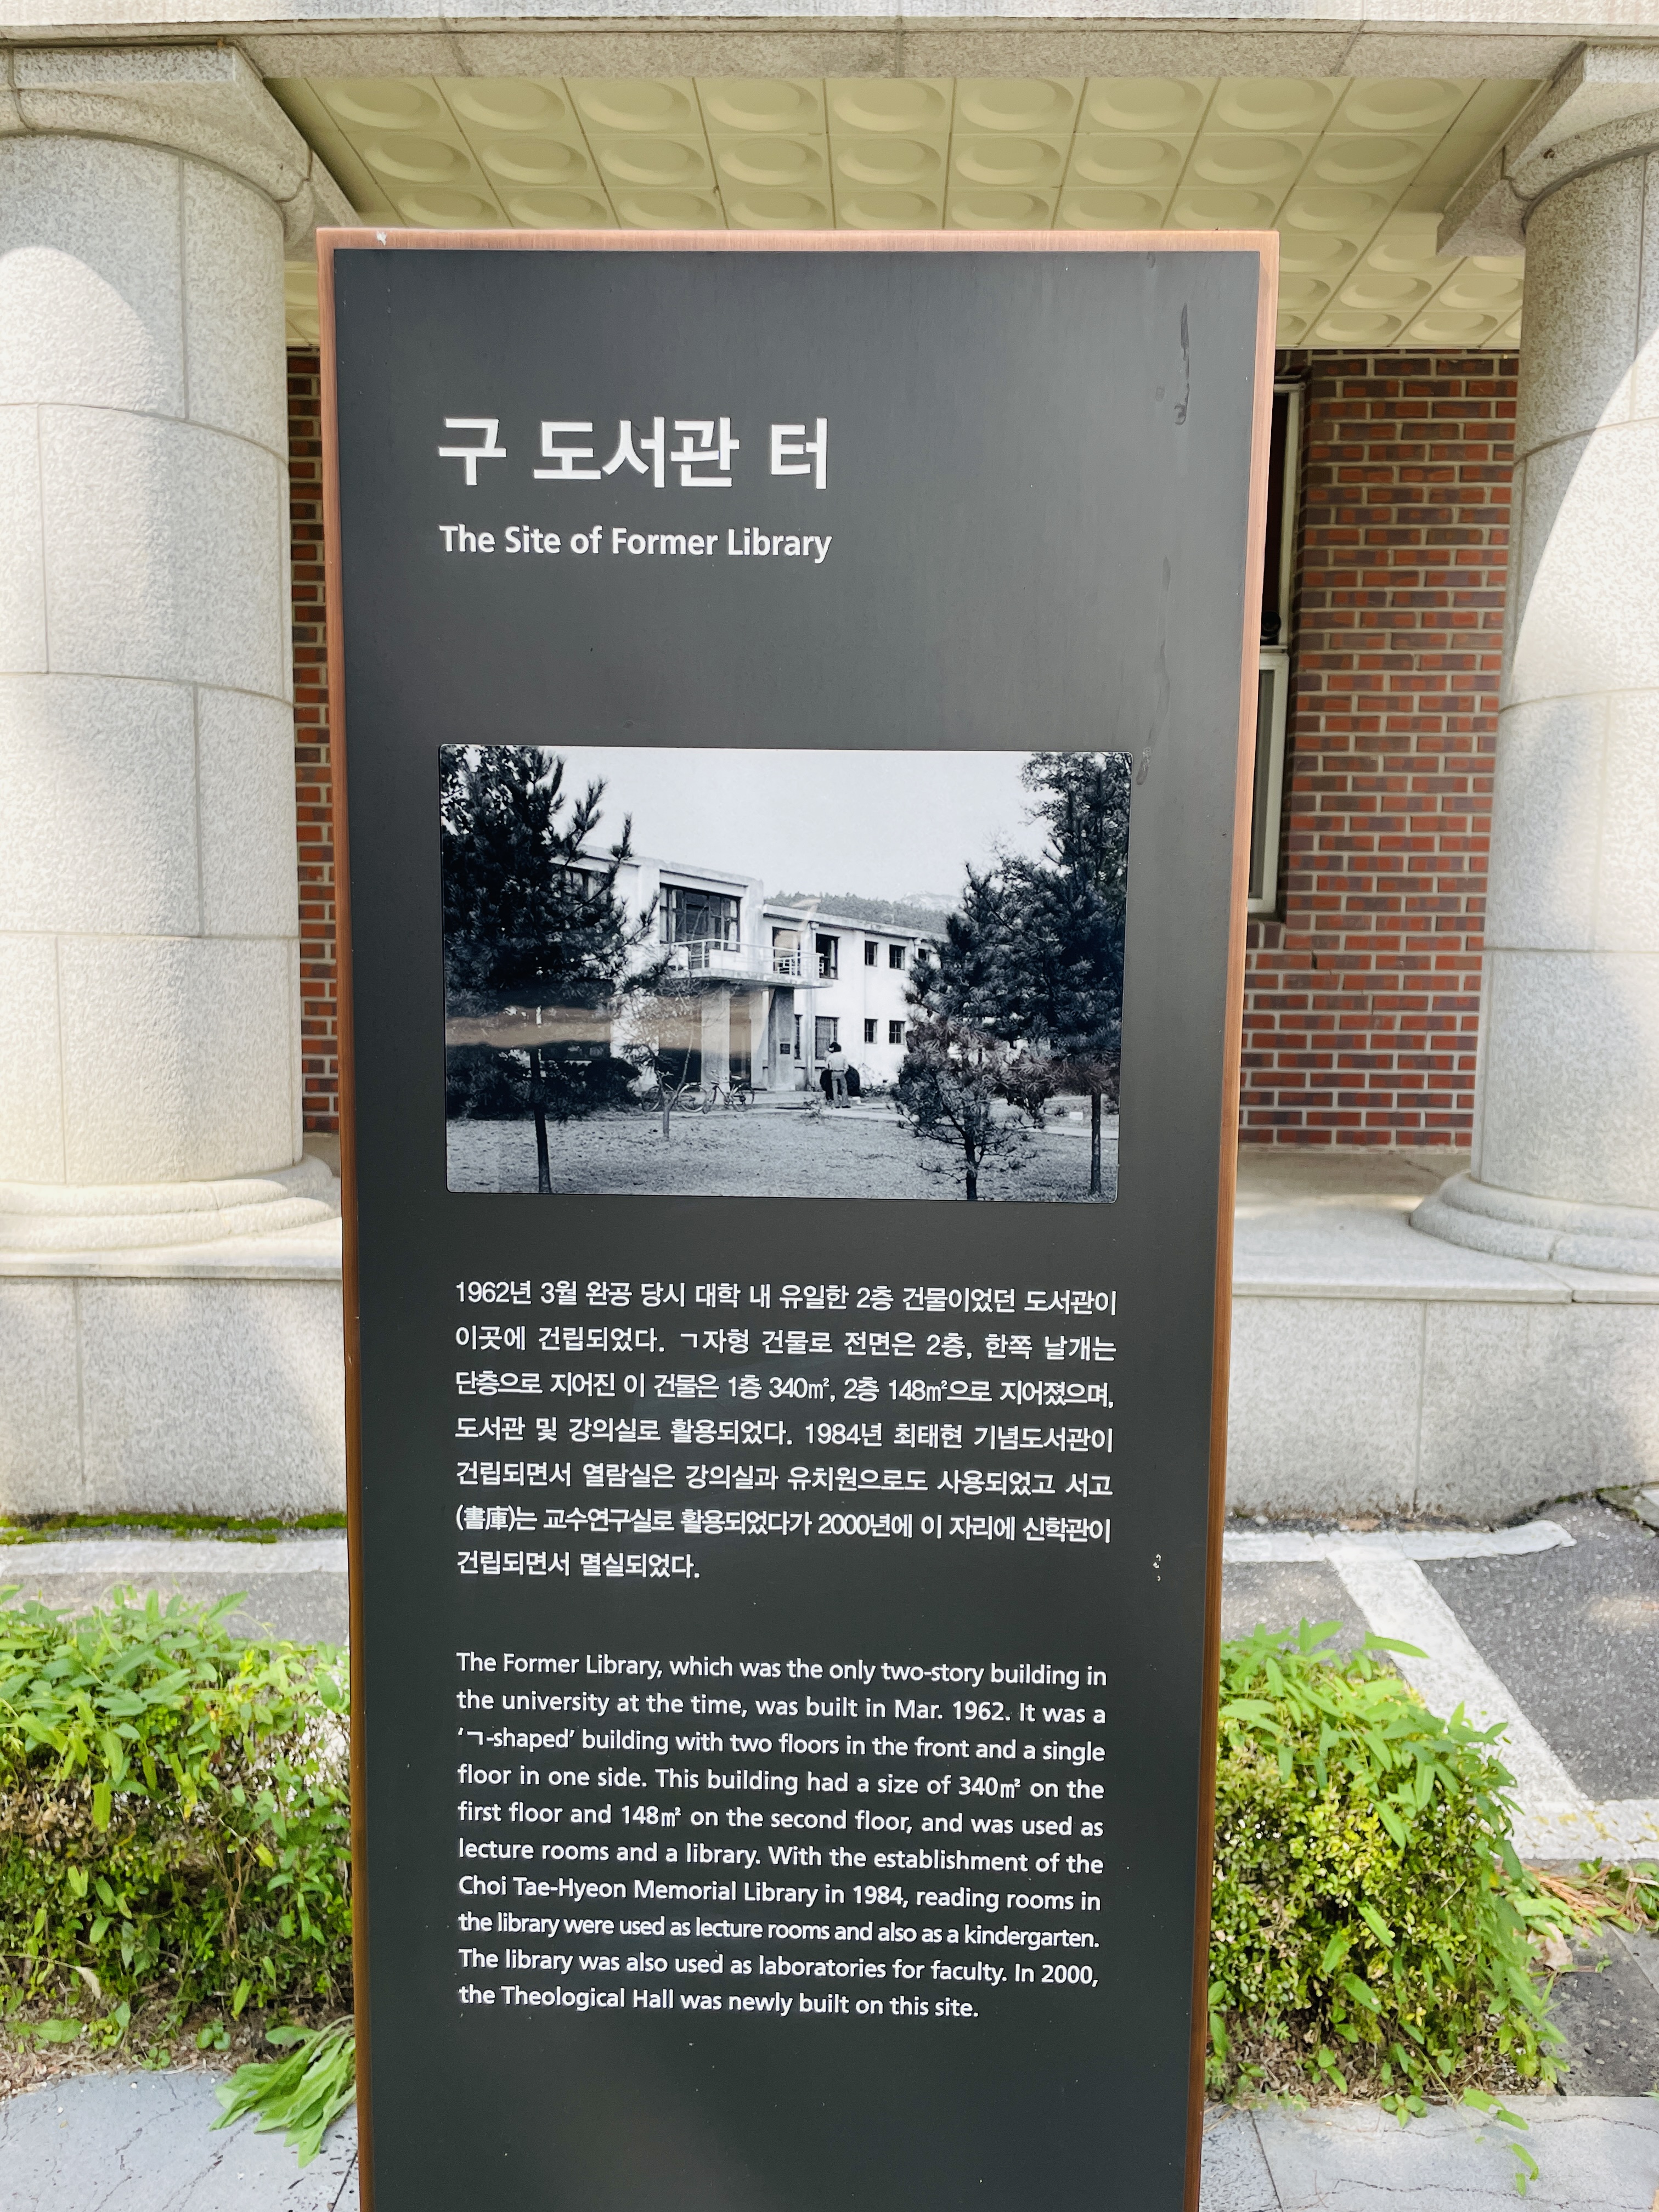 구 도서관 터
The Site of Former Library
1962년 3월 완공 당시 대학 내 유일한 2층 건물이었던 도서관이
이곳에 건립되었다. ㄱ자형 건물로 전면은 2층, 한쪽 날개는
단층으로 지어진 이 건물은 1층 340㎡, 2층 148㎡으로 지어졌으며,
도서관 및 강의실로 활용되었다. 1984년 최태현 기념도서관이
건립되면서 열람실은 강의실과 유치원으로도 사용되었고 서고
(書庫)는 교수연구실로 활용되었다가 2000년에 이 자리에 신학관이
건립되면서 멸실되었다.
The Former Library, which was the only two-story building in
the university at the time, was built in Mar. 1962. It was a
‘ㄱ-shaped’ building with two floors in the front and a single
floor in one side. This building had a size of 340㎡ on the
first floor and 148㎡ on the second floor, and was used as
lecture rooms and a library. With the establishment of the
Choi Tae-Hyeon Memorial Library in 1984, reading rooms in
the library were used as lecture rooms and also as a kindergarten.
The library was also used as laboratories for faculty. In 2000,
the Theological Hall was newly built on this site.